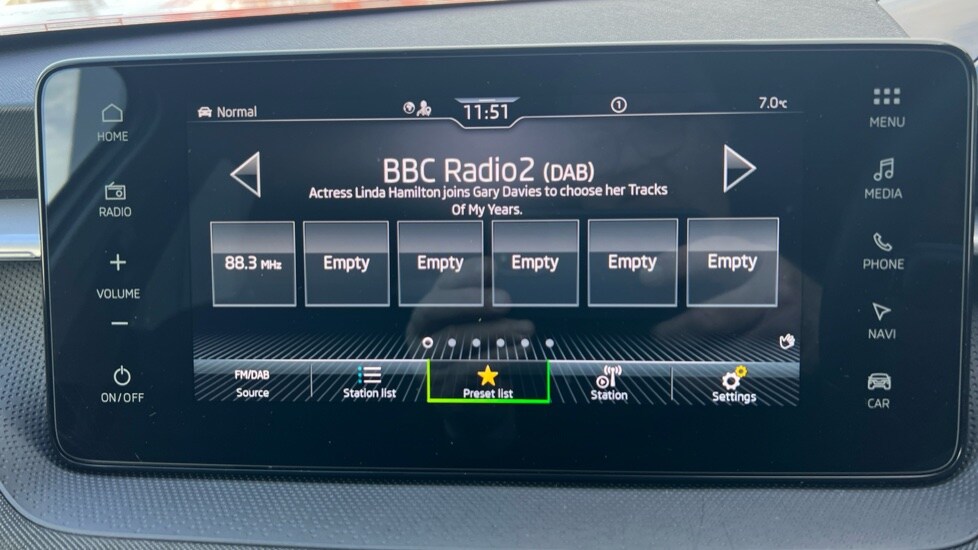 HOME
RADIO
VOLUME
ON/OFF
Normal
11:51
1
7.0°C
BBC Radio2 (DAB)
Actress Linda Hamilton joins Gary Davies to choose her Tracks
Of My Years.
88.3 MHz
Empty
Empty
Empty
Empty
Empty
FM/DAB
Source
Station list
Preset list
Station
Settings
MENU
MEDIA
PHONE
NAVI
CAR